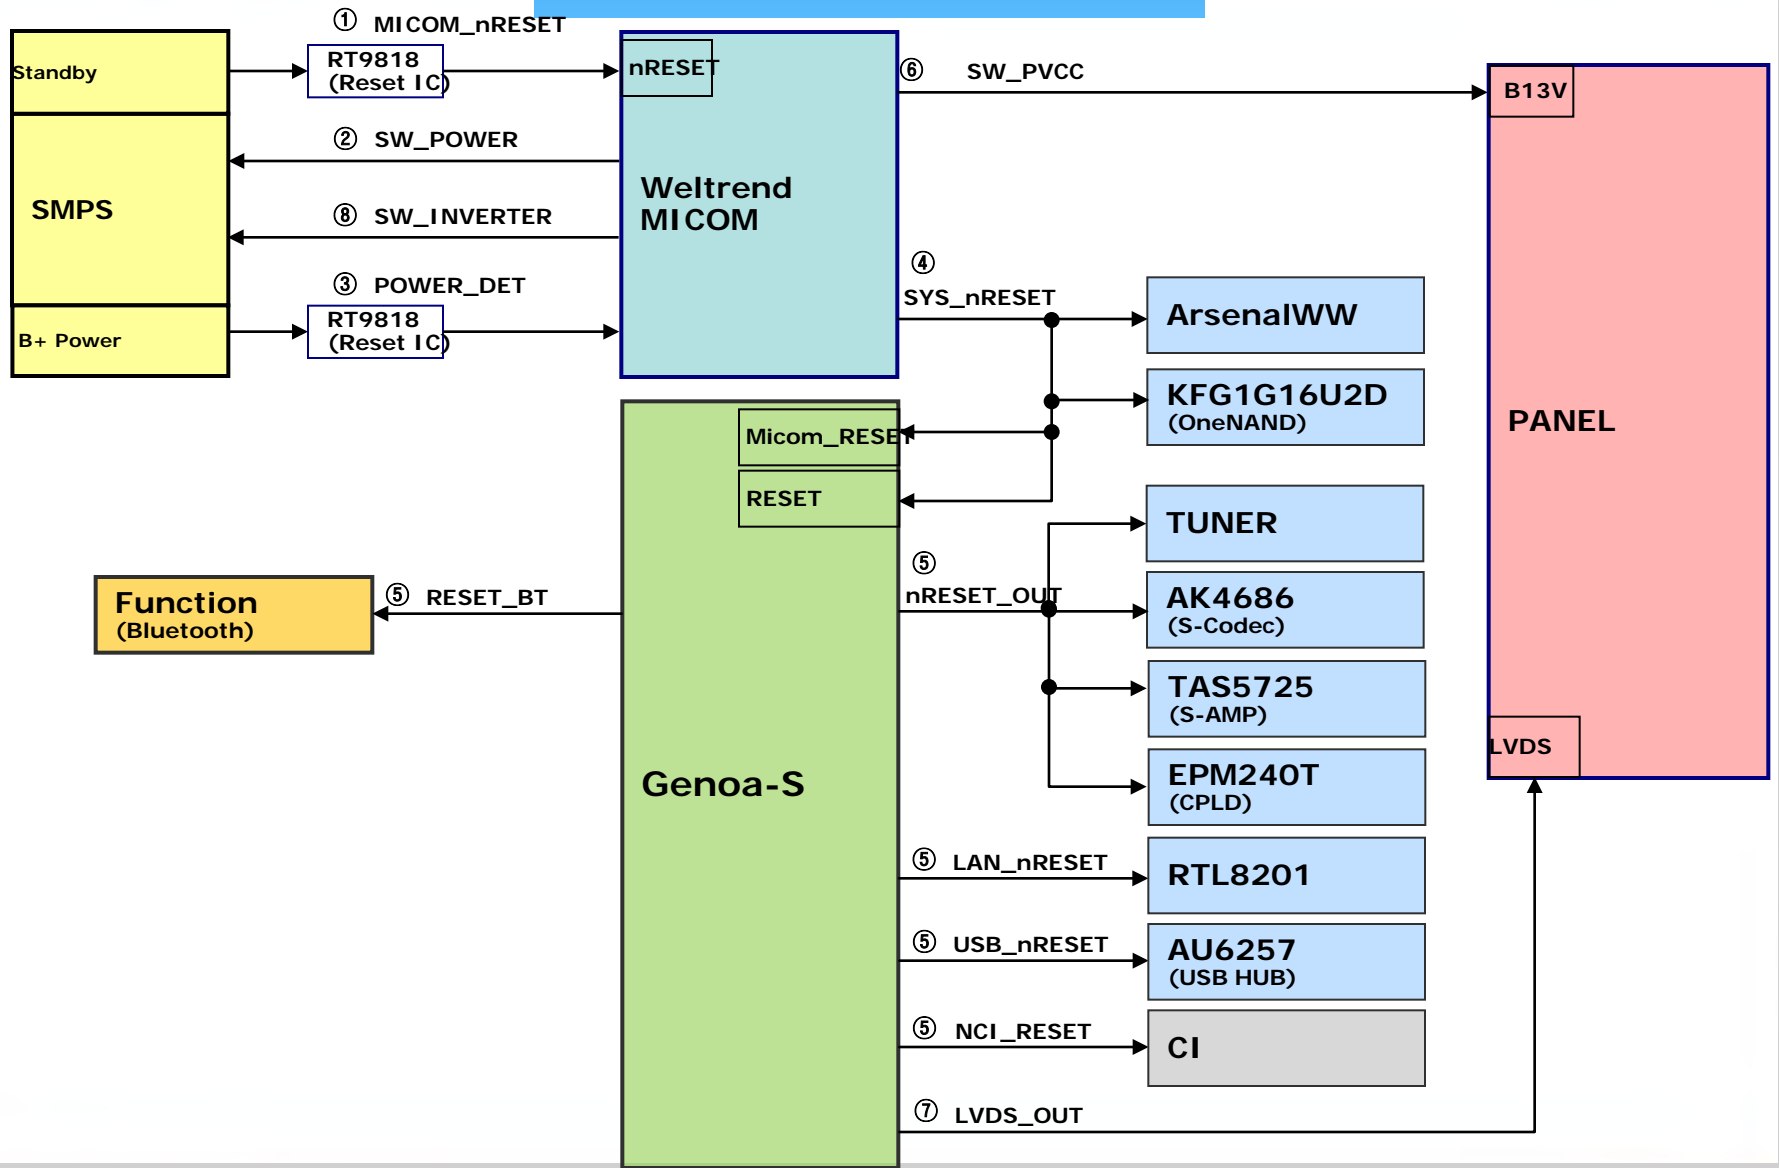 ① MICOM_nRESET
Standby
RT9818
(Reset IC)
nRESET
⑥ SW_PVCC
B13V
② SW_POWER
SMPS
Weltrend
MICOM
⑧ SW_INVERTER
③ POWER_DET
④
SYS_nRESET
ArsenalWW
B+ Power
RT9818
(Reset IC)
KFG1G16U2D
(OneNAND)
PANEL
Micom_RESET
RESET
TUNER
⑤
nRESET_OUT
Function
(Bluetooth)
⑤ RESET_BT
AK4686
(S-Codec)
TAS5725
(S-AMP)
LVDS
Genoa-S
EPM240T
(CPLD)
⑤ LAN_nRESET
RTL8201
⑤ USB_nRESET
AU6257
(USB HUB)
⑤ NCI_RESET
CI
⑦ LVDS_OUT